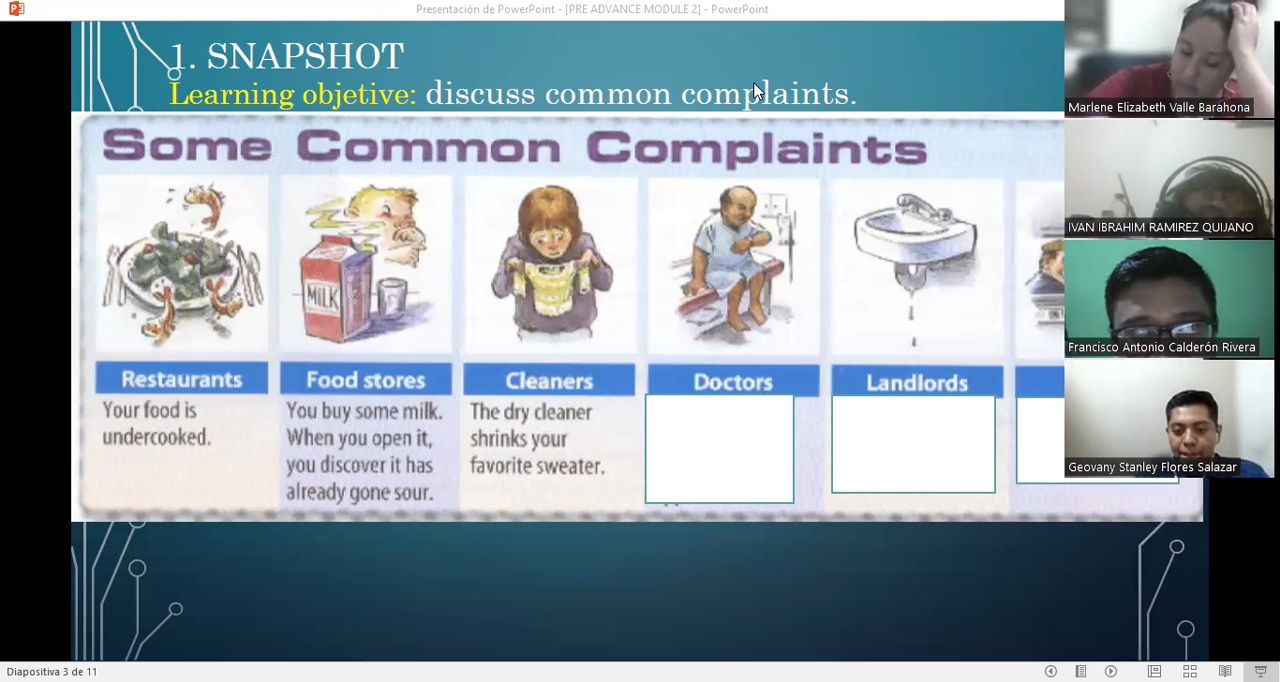 Presentación de PowerPoint - [PRE ADVANCE MODULE 2] - PowerPoint
1. SNAPSHOT
Learning objetive: discuss common complaints.
Some Common Complaints
MILK
Restaurants
Your food is
undercooked.
Food stores
You buy some milk.
When you open it,
you discover it has
already gone sour.
Cleaners
The dry cleaner
shrinks your
favorite sweater.
Doctors
Landlords
Marlene Elizabeth Valle Barahona
IVAN IBRAHIM RAMIREZ QUIJANO
Francisco Antonio Calderón Rivera
Geovany Stanley Flores Salazar
Diapositiva 3 de 11